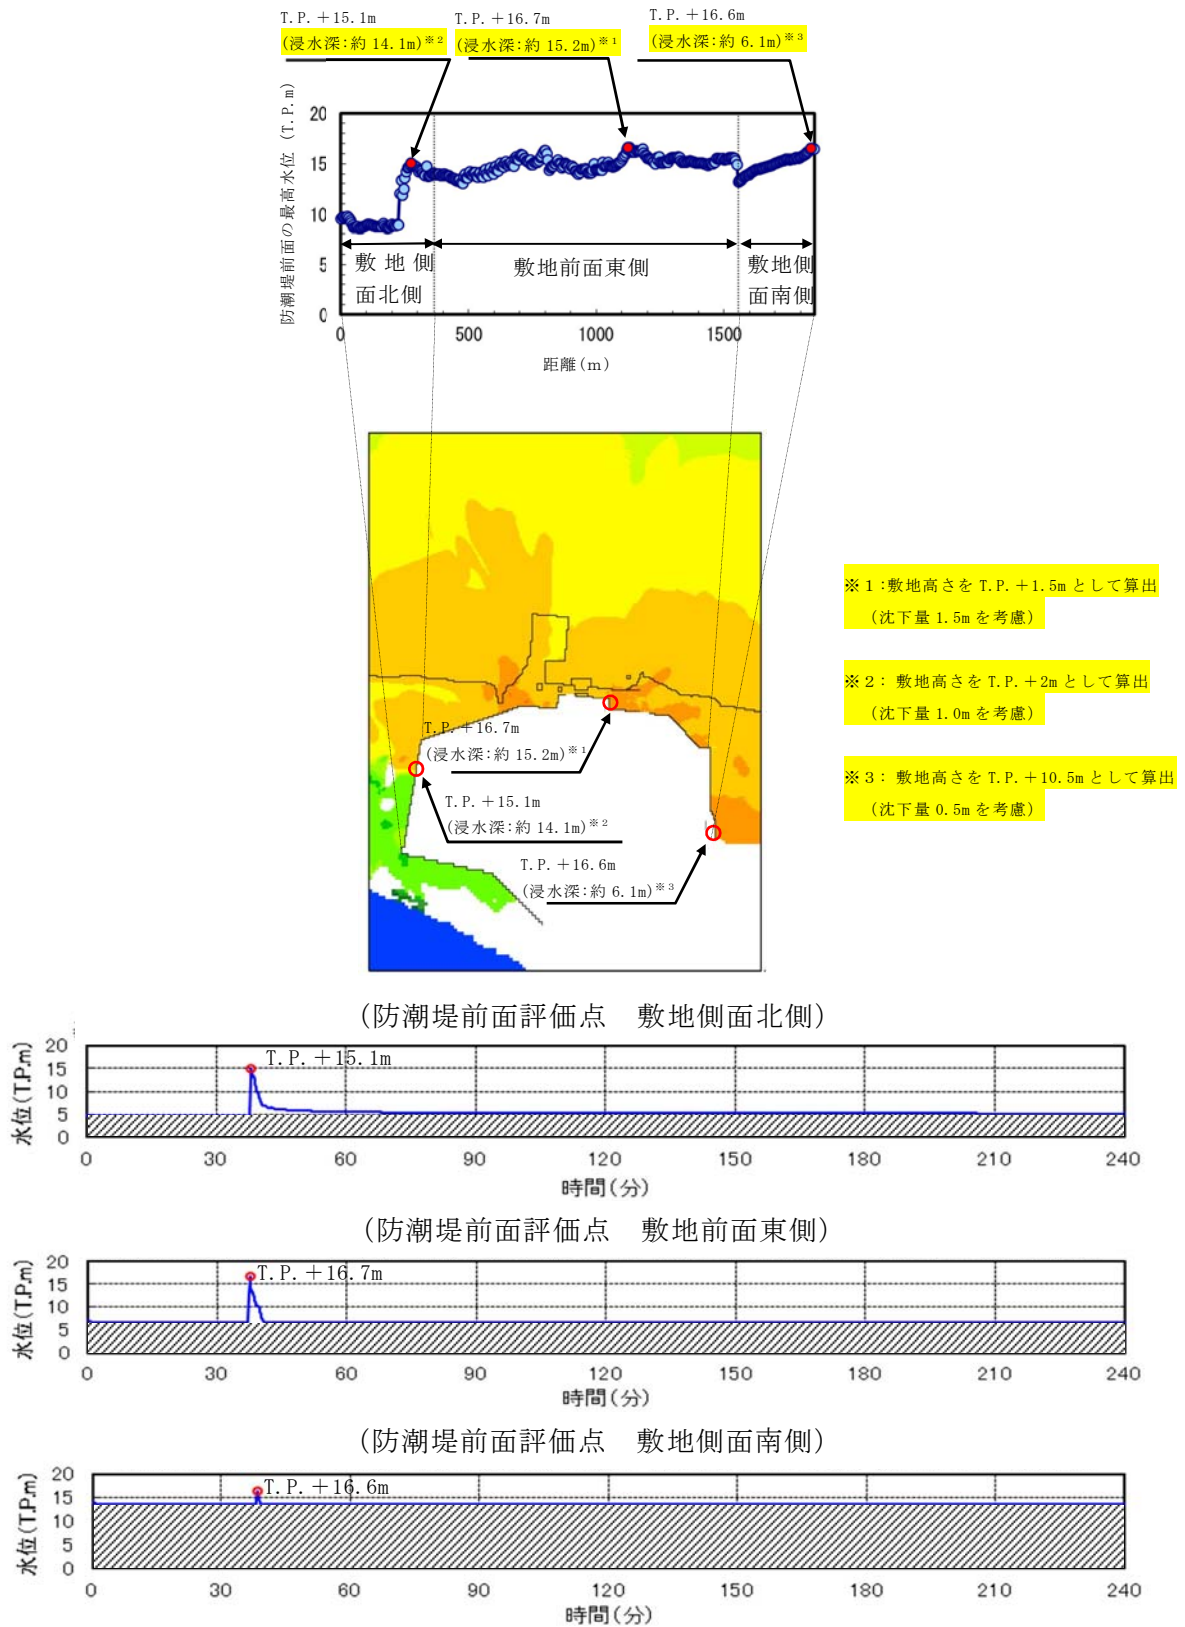 T.P.＋15.1m
(浸水深：約 14.1m)※2
T.P.＋16.7m
(浸水深：約 15.2m)※1
T.P.＋16.6m
(浸水深：約 6.1m)※3
防潮堤前面の最高水位 (T.P.m)
20
15
10
5
0
敷地側
面北側
敷地前面東側
敷地側
面南側
0 500 1000 1500
距離(m)
※1：敷地高さを T.P.＋1.5m として算出
(沈下量 1.5m を考慮)
※2： 敷地高さを T.P.＋2m として算出
(沈下量 1.0m を考慮)
※3： 敷地高さを T.P.＋10.5m として算出
(沈下量 0.5m を考慮)
T.P.＋16.7m
(浸水深：約 15.2m)※1
T.P.＋15.1m
(浸水深：約 14.1m)※2
T.P.＋16.6m
(浸水深：約 6.1m)※3
(防潮堤前面評価点　敷地側面北側)
水位(T.P.m)
20
15
10
5
0
T.P.＋15.1m
0 30 60 90 120 150 180 210 240
時間(分)
(防潮堤前面評価点　敷地前面東側)
水位(T.P.m)
20
15
10
5
0
T.P.＋16.7m
0 30 60 90 120 150 180 210 240
時間(分)
(防潮堤前面評価点　敷地側面南側)
水位(T.P.m)
20
15
10
5
0
T.P.＋16.6m
0 30 60 90 120 150 180 210 240
時間(分)